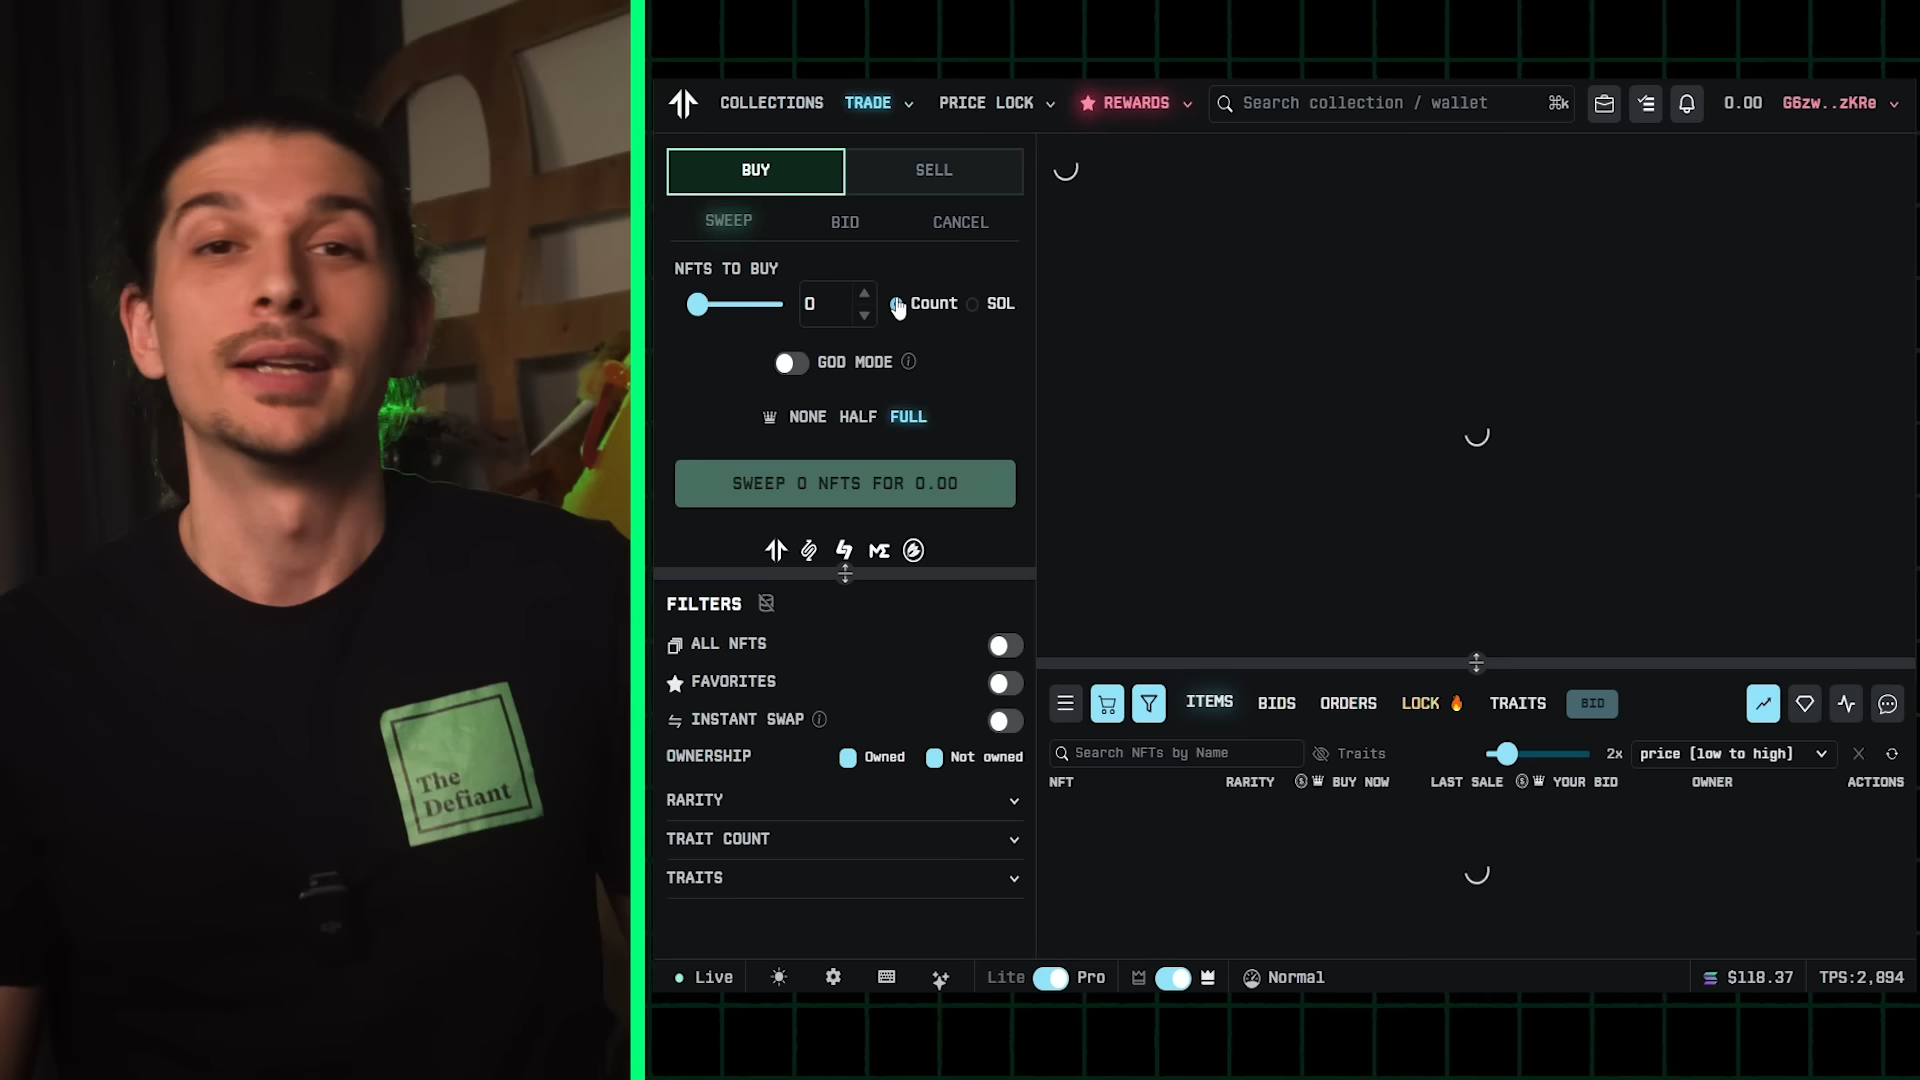 The
Defiant
COLLECTIONS TRADE PRICE LOCK REWARDS Search collection / wallet ⌘K 0.00 G6zw..zKRe
BUY SELL
SWEEP BID CANCEL
NFTS TO BUY
0 Count SOL
GOD MODE
NONE HALF FULL
SWEEP 0 NFTS FOR 0.00
ME
FILTERS
ALL NFTS
FAVORITES
INSTANT SWAP
OWNERSHIP Owned Not owned
RARITY
TRAIT COUNT
TRAITS
ITEMS BIDS ORDERS LOCK TRAITS BID
Search NFTs by Name Traits 2x price [low to high]
NFT RARITY BUY NOW LAST SALE YOUR BID OWNER ACTIONS
Live Lite Pro Normal $118.37 TPS:2,894